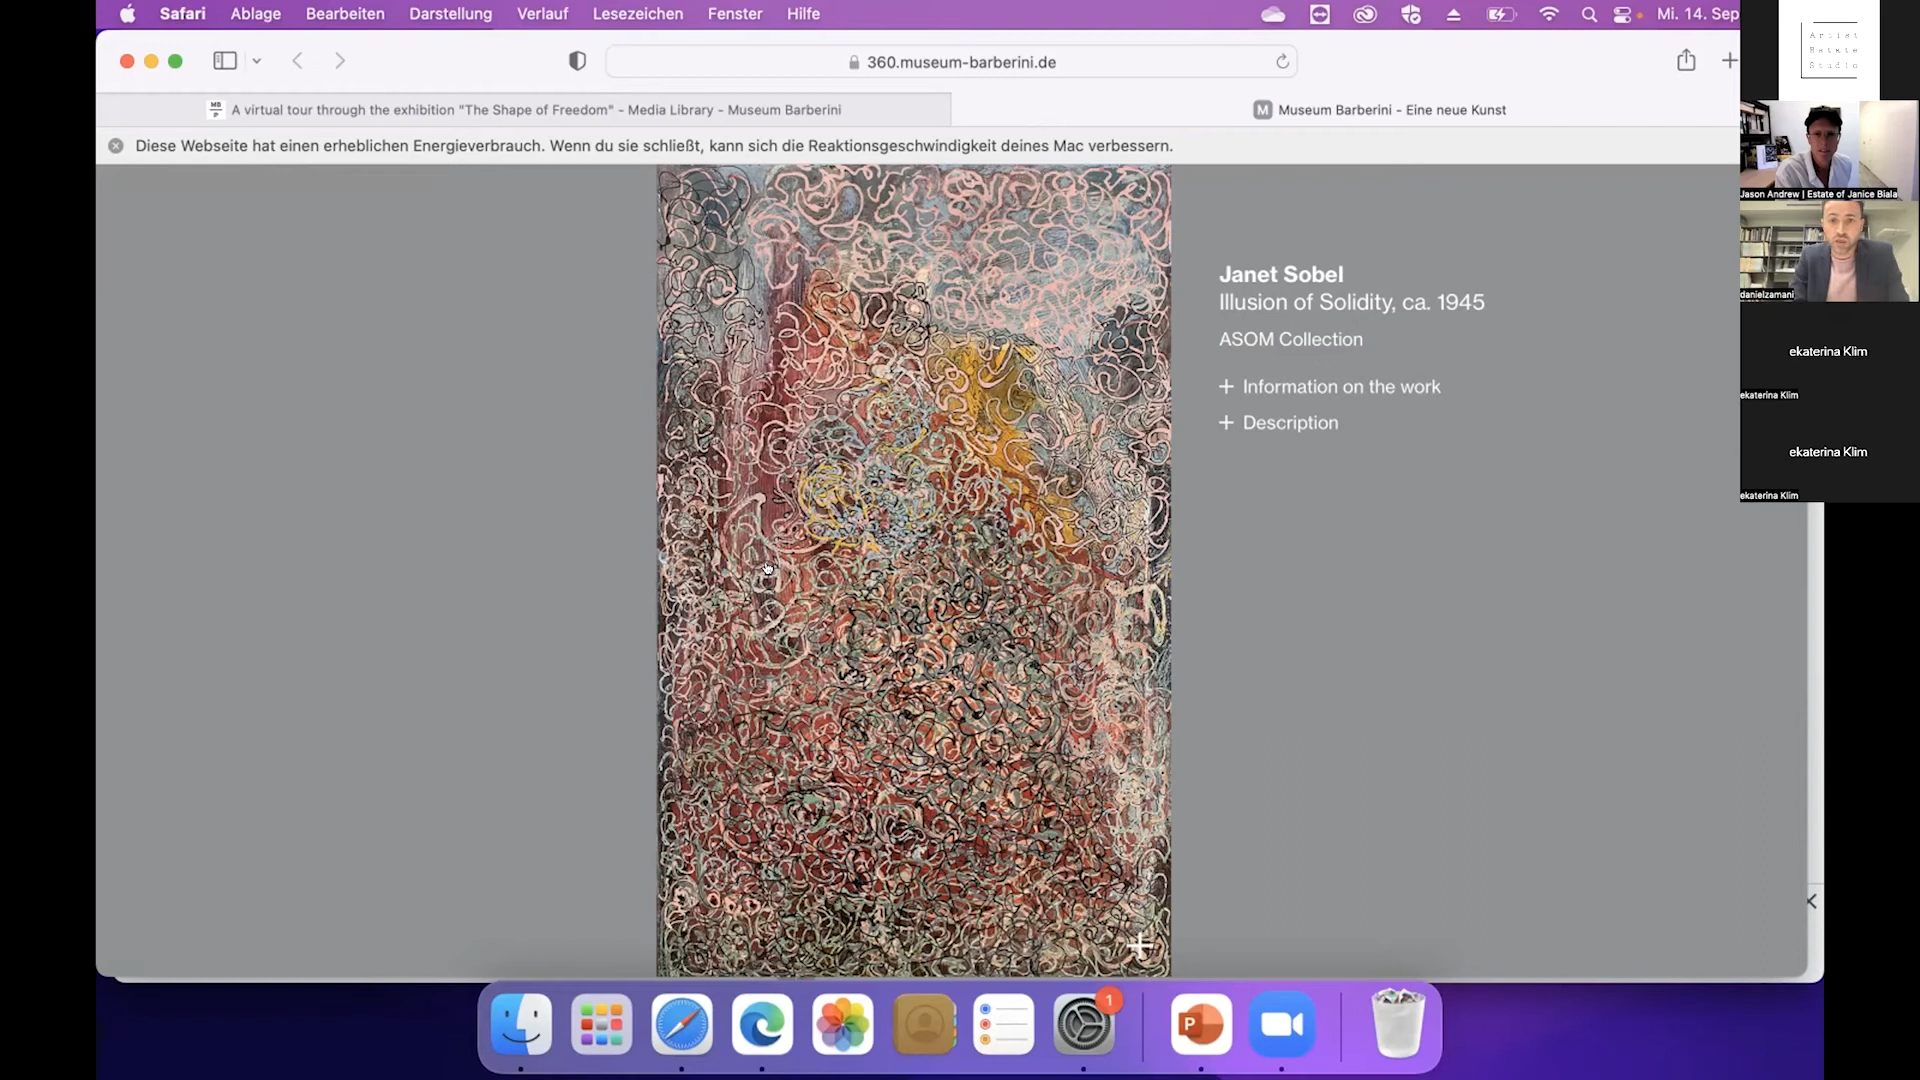 Safari Ablage Bearbeiten Darstellung Verlauf Lesezeichen Fenster Hilfe Mi. 14. Sep
360.museum-barberini.de
MB P A virtual tour through the exhibition "The Shape of Freedom" - Media Library - Museum Barberini
M Museum Barberini - Eine neue Kunst
Diese Webseite hat einen erheblichen Energieverbrauch. Wenn du sie schließt, kann sich die Reaktionsgeschwindigkeit deines Mac verbessern.
Janet Sobel
Illusion of Solidity, ca. 1945
ASOM Collection
+ Information on the work
+ Description
Artist
Estate
Studio
Jason Andrew | Estate of Janice Biala
danielzamani
ekaterina Klim
ekaterina Klim
ekaterina Klim
ekaterina Klim
1
P